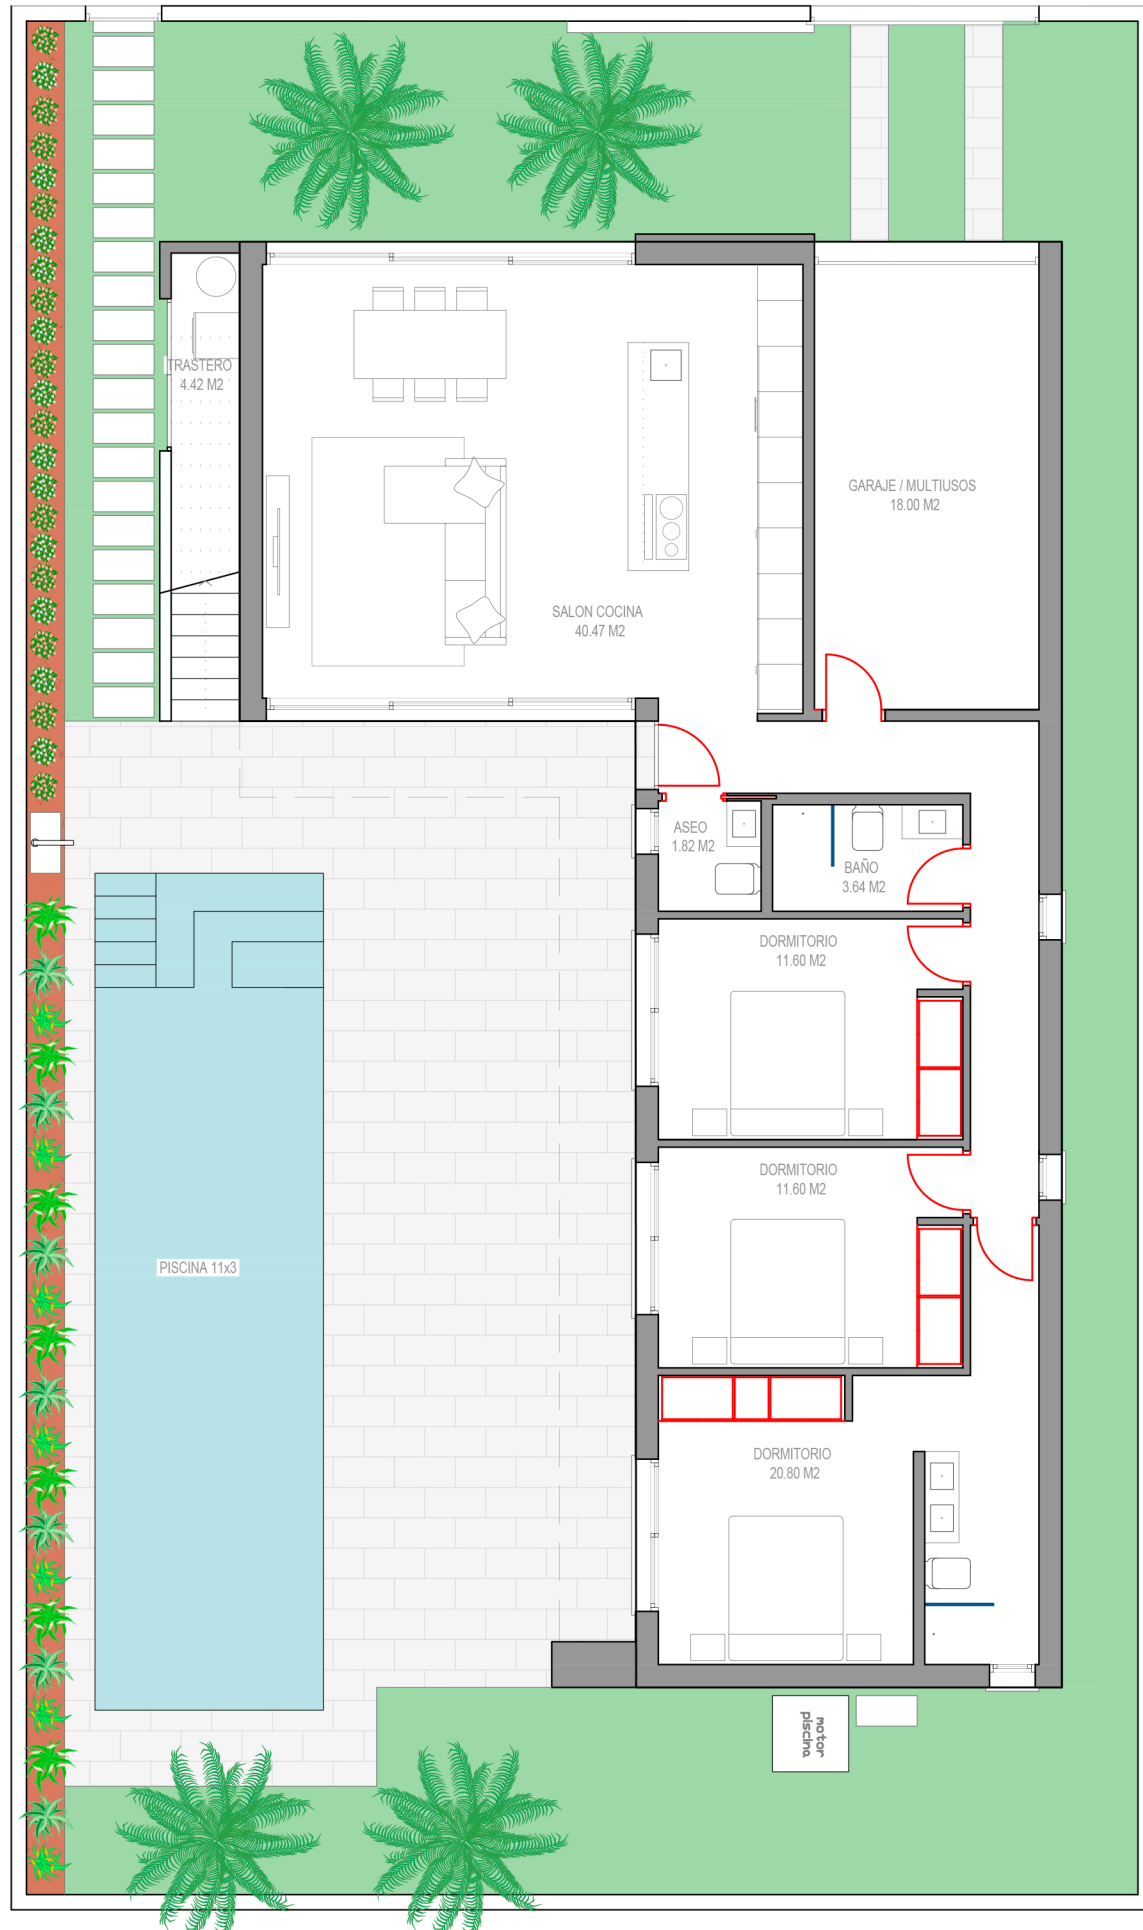 TRASTERO
4.42 M2
GARAJE / MULTIUSOS
18.00 M2
SALON COCINA
40.47 M2
ASEO
1.82 M2
BAÑO
3.64 M2
DORMITORIO
11.60 M2
DORMITORIO
11.60 M2
PISCINA 11x3
DORMITORIO
20.80 M2
motor
piscina